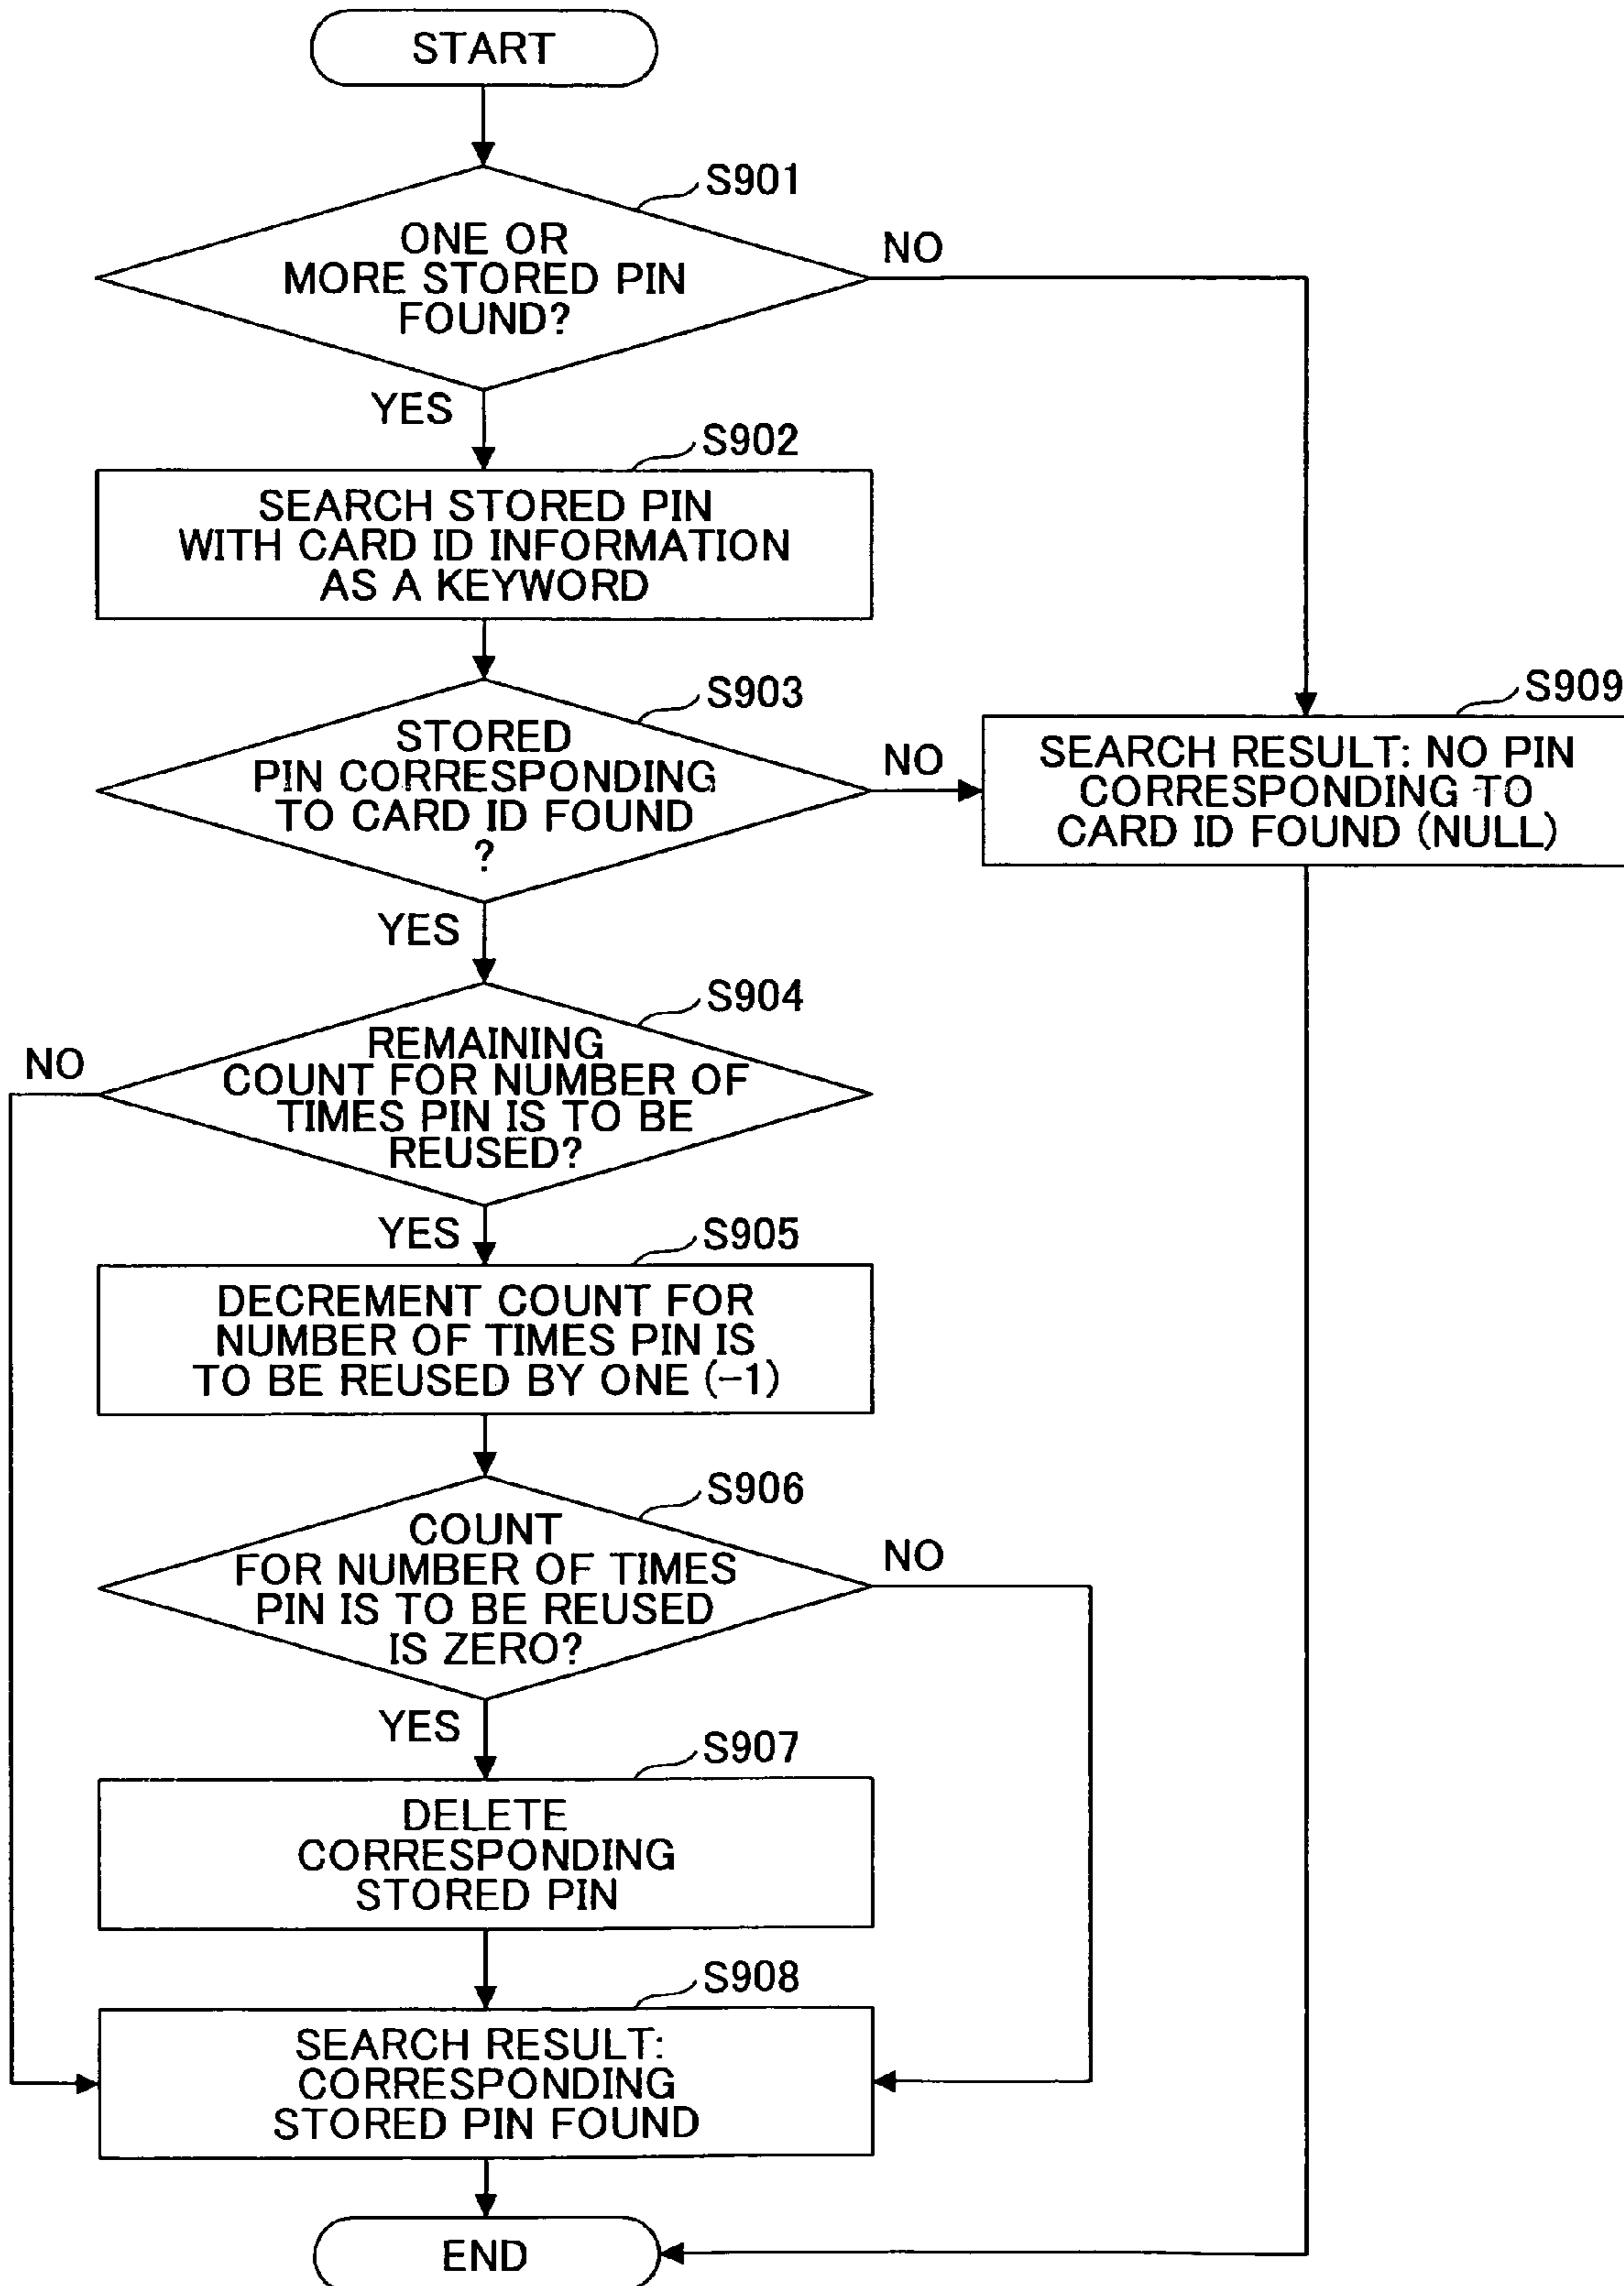 START
S901
ONE OR
MORE STORED PIN
FOUND?
NO
YES
S902
SEARCH STORED PIN
WITH CARD ID INFORMATION
AS A KEYWORD
S903
STORED
PIN CORRESPONDING
TO CARD ID FOUND
?
NO
S909
SEARCH RESULT: NO PIN
CORRESPONDING TO
CARD ID FOUND (NULL)
YES
S904
REMAINING
COUNT FOR NUMBER OF
TIMES PIN IS TO BE
REUSED?
NO
YES
S905
DECREMENT COUNT FOR
NUMBER OF TIMES PIN IS
TO BE REUSED BY ONE (-1)
S906
COUNT
FOR NUMBER OF TIMES
PIN IS TO BE REUSED
IS ZERO?
NO
YES
S907
DELETE
CORRESPONDING
STORED PIN
S908
SEARCH RESULT:
CORRESPONDING
STORED PIN FOUND
END